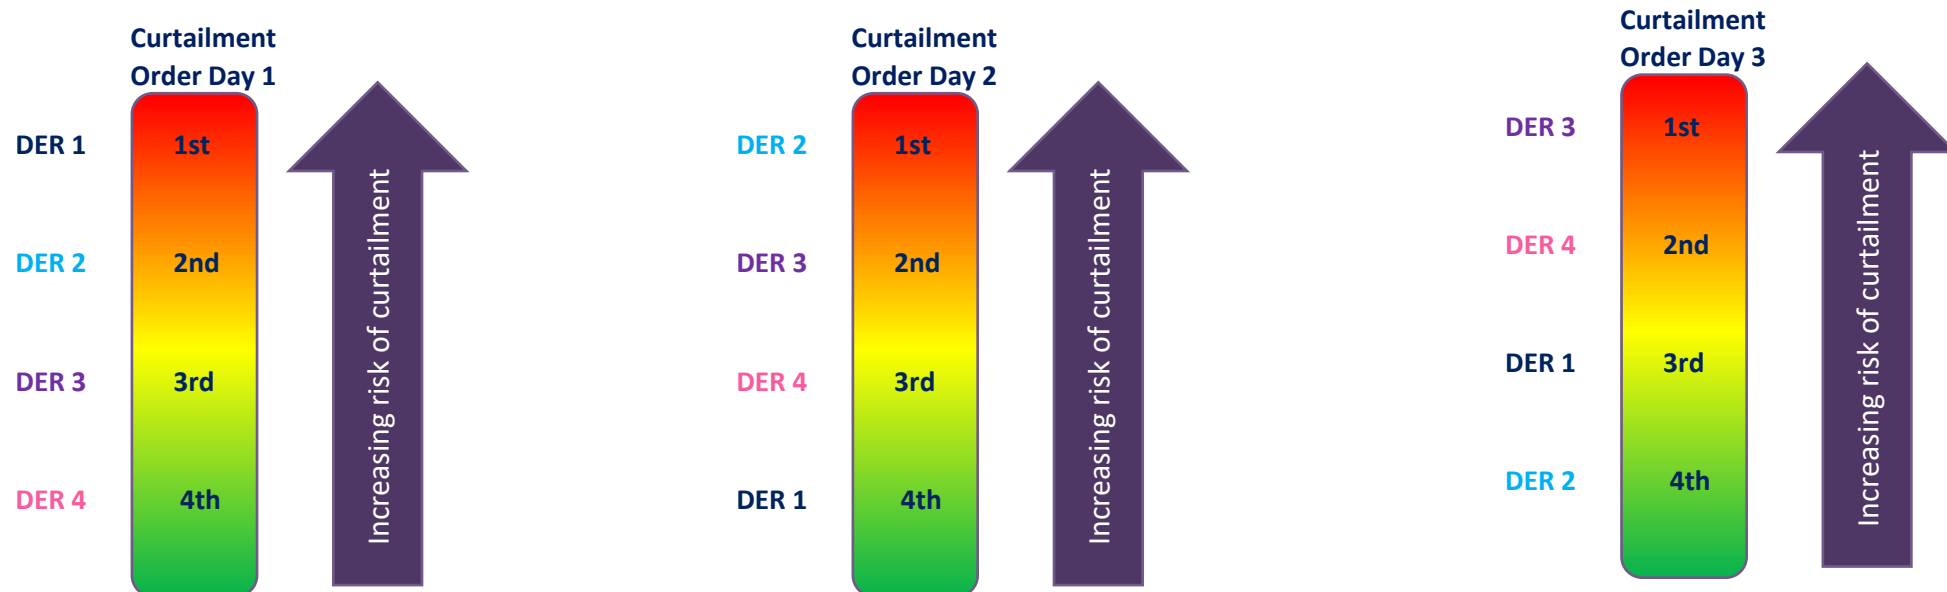 Curtailment
Order Day 1
DER 1
1st
DER 2
2nd
DER 3
3rd
DER 4
4th
Increasing risk of curtailment
Curtailment
Order Day 2
DER 2
1st
DER 3
2nd
DER 4
3rd
DER 1
4th
Increasing risk of curtailment
Curtailment
Order Day 3
DER 3
1st
DER 4
2nd
DER 1
3rd
DER 2
4th
Increasing risk of curtailment